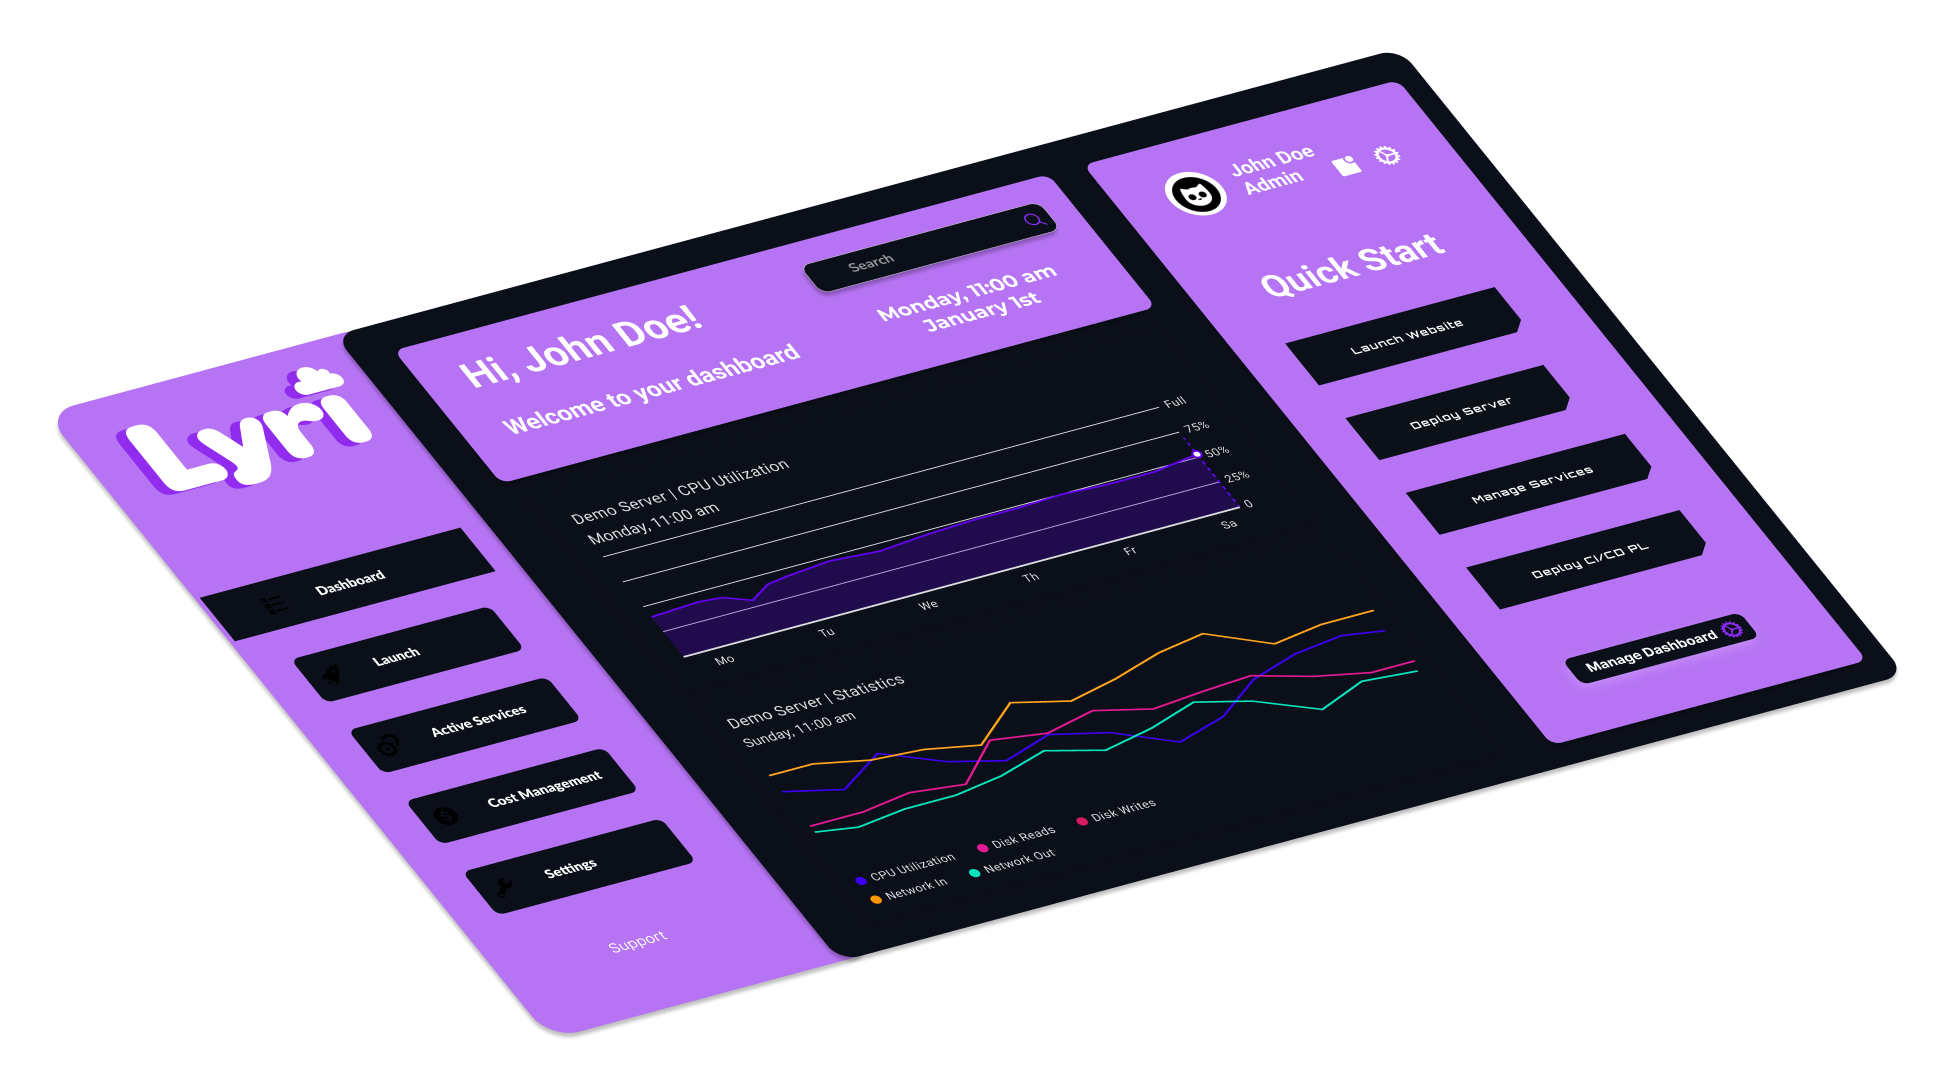 Lyri
Dashboard
Launch
Active Services
Cost Management
Settings
Support
Search
Hi, John Doe!
Welcome to your dashboard
Monday, 11:00 am
January 1st
Demo Server | CPU Utilization
Monday, 11:00 am
Full
75%
50%
25%
0
Mo
Tu
We
Th
Fr
Sa
Demo Server | Statistics
Sunday, 11:00 am
CPU Utilization
Disk Reads
Disk Writes
Network In
Network Out
John Doe
Admin
Quick Start
Launch Website
Deploy Server
Manage Services
Deploy CI/CD PL
Manage Dashboard